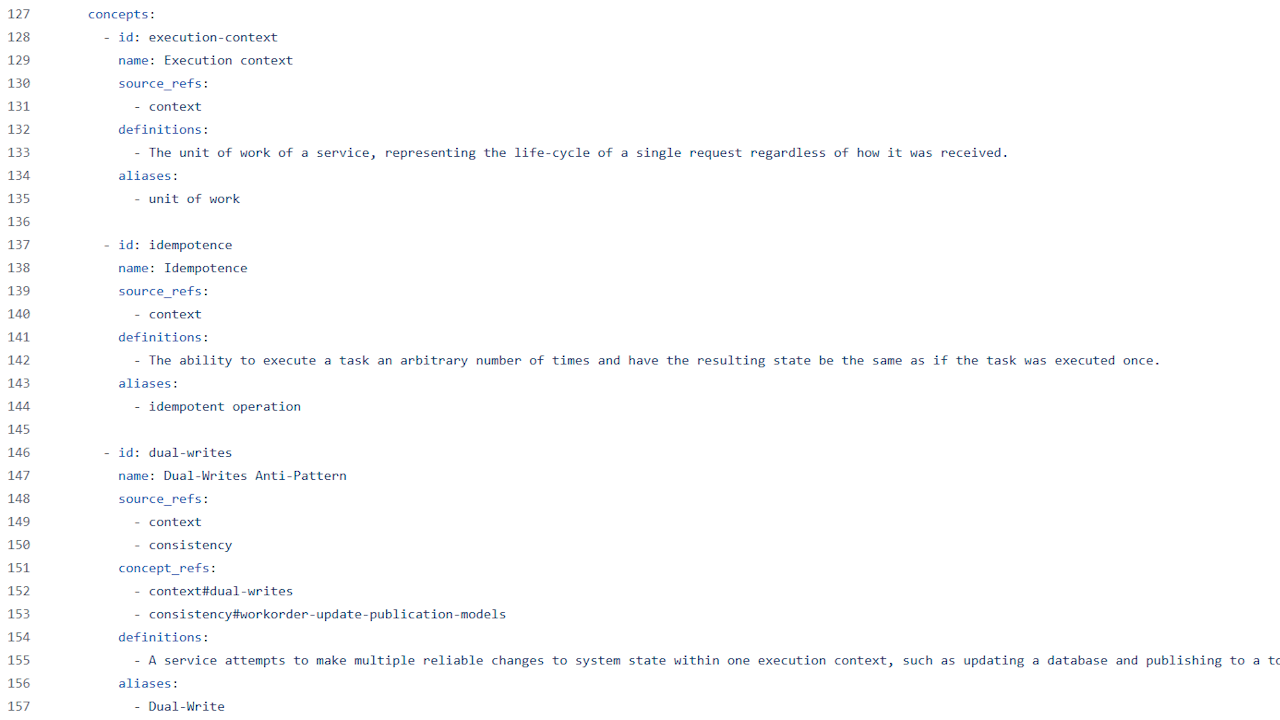 127 concepts:
128 - id: execution-context
129 name: Execution context
130 source_refs:
131 - context
132 definitions:
133 - The unit of work of a service, representing the life-cycle of a single request regardless of how it was received.
134 aliases:
135 - unit of work
136
137 - id: idempotence
138 name: Idempotence
139 source_refs:
140 - context
141 definitions:
142 - The ability to execute a task an arbitrary number of times and have the resulting state be the same as if the task was executed once.
143 aliases:
144 - idempotent operation
145
146 - id: dual-writes
147 name: Dual-Writes Anti-Pattern
148 source_refs:
149 - context
150 - consistency
151 concept_refs:
152 - context#dual-writes
153 - consistency#workorder-update-publication-models
154 definitions:
155 - A service attempts to make multiple reliable changes to system state within one execution context, such as updating a database and publishing to a
156 aliases:
157 - Dual-Write